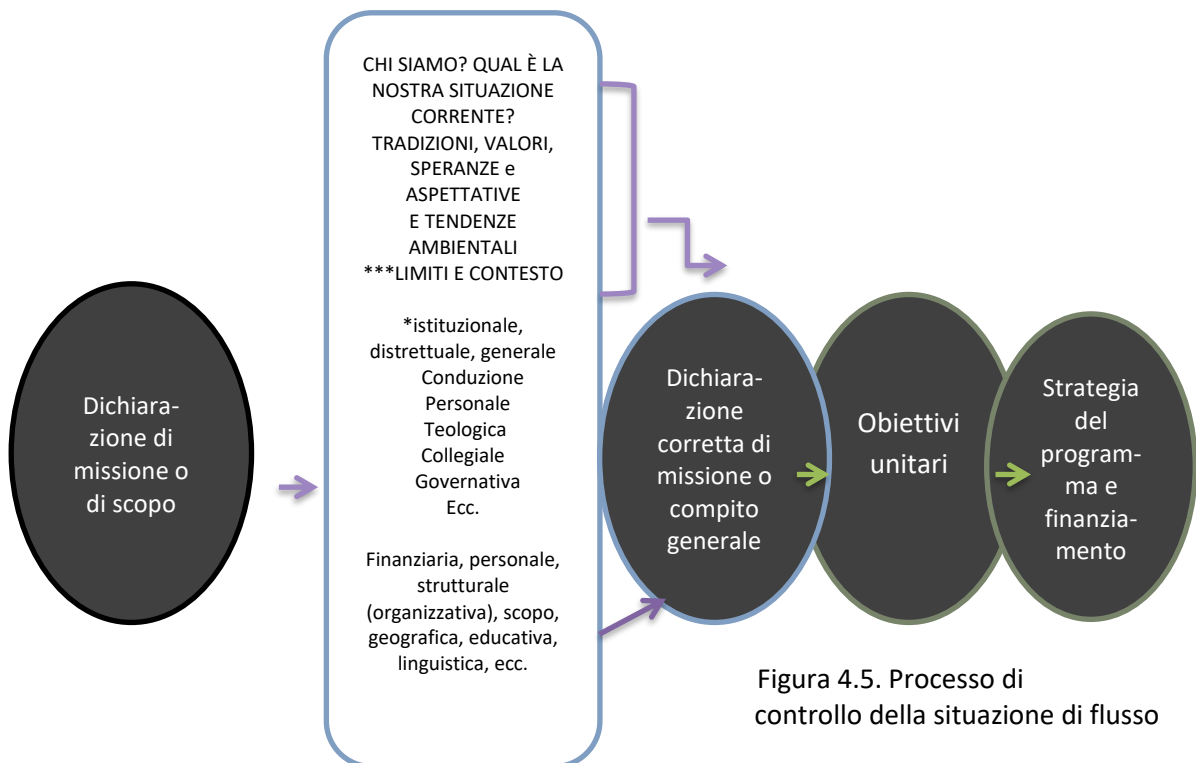 Dichiara-
zione di
missione o
di scopo
CHI SIAMO? QUAL È LA
NOSTRA SITUAZIONE
CORRENTE?
TRADIZIONI, VALORI,
SPERANZE e
ASPETTATIVE
E TENDENZE
AMBIENTALI
***LIMITI E CONTESTO
*istituzionale,
distrettuale, generale
Conduzione
Personale
Teologica
Collegiale
Governativa
Ecc.
Finanziaria, personale,
strutturale
(organizzativa), scopo,
geografica, educativa,
linguistica, ecc.
Dichiara-
zione
corretta di
missione o
compito
generale
Obiettivi
unitari
Strategia
del
program-
ma e
finanzia-
mento
Figura 4.5. Processo di
controllo della situazione di flusso